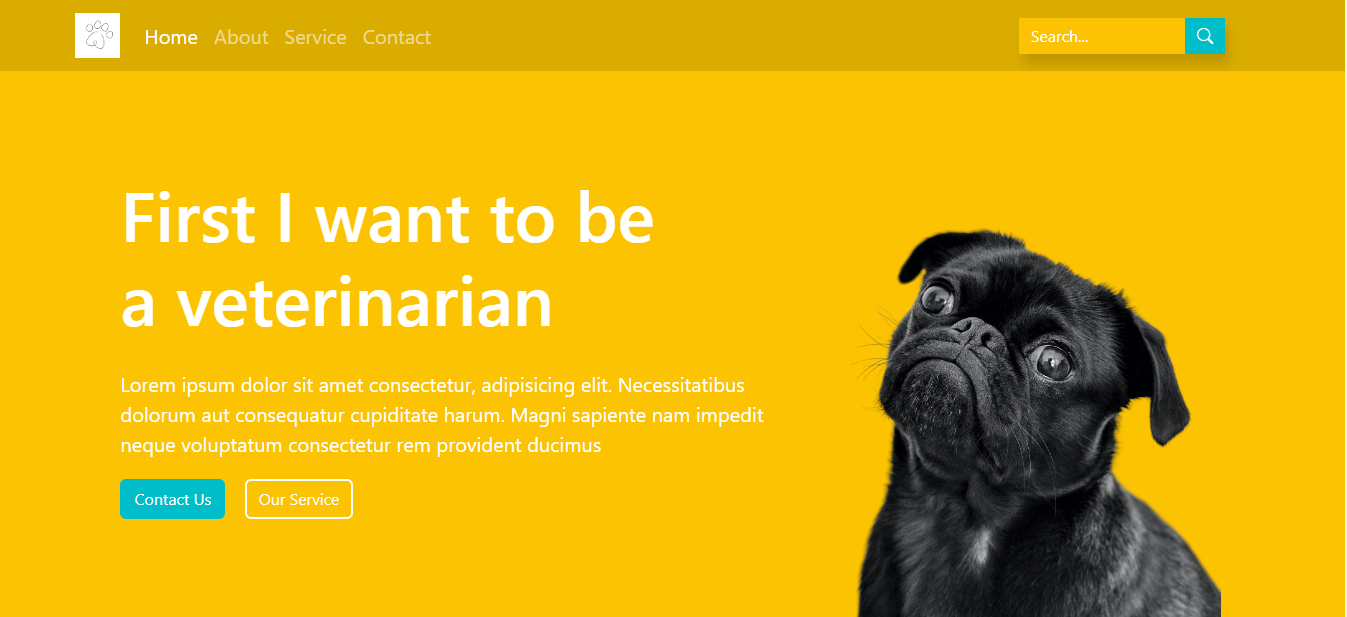 Home About Service Contact Search...
First I want to be
a veterinarian
Lorem ipsum dolor sit amet consectetur, adipisicing elit. Necessitatibus
dolorum aut consequatur cupiditate harum. Magni sapiente nam impedit
neque voluptatum consectetur rem provident ducimus
Contact Us Our Service